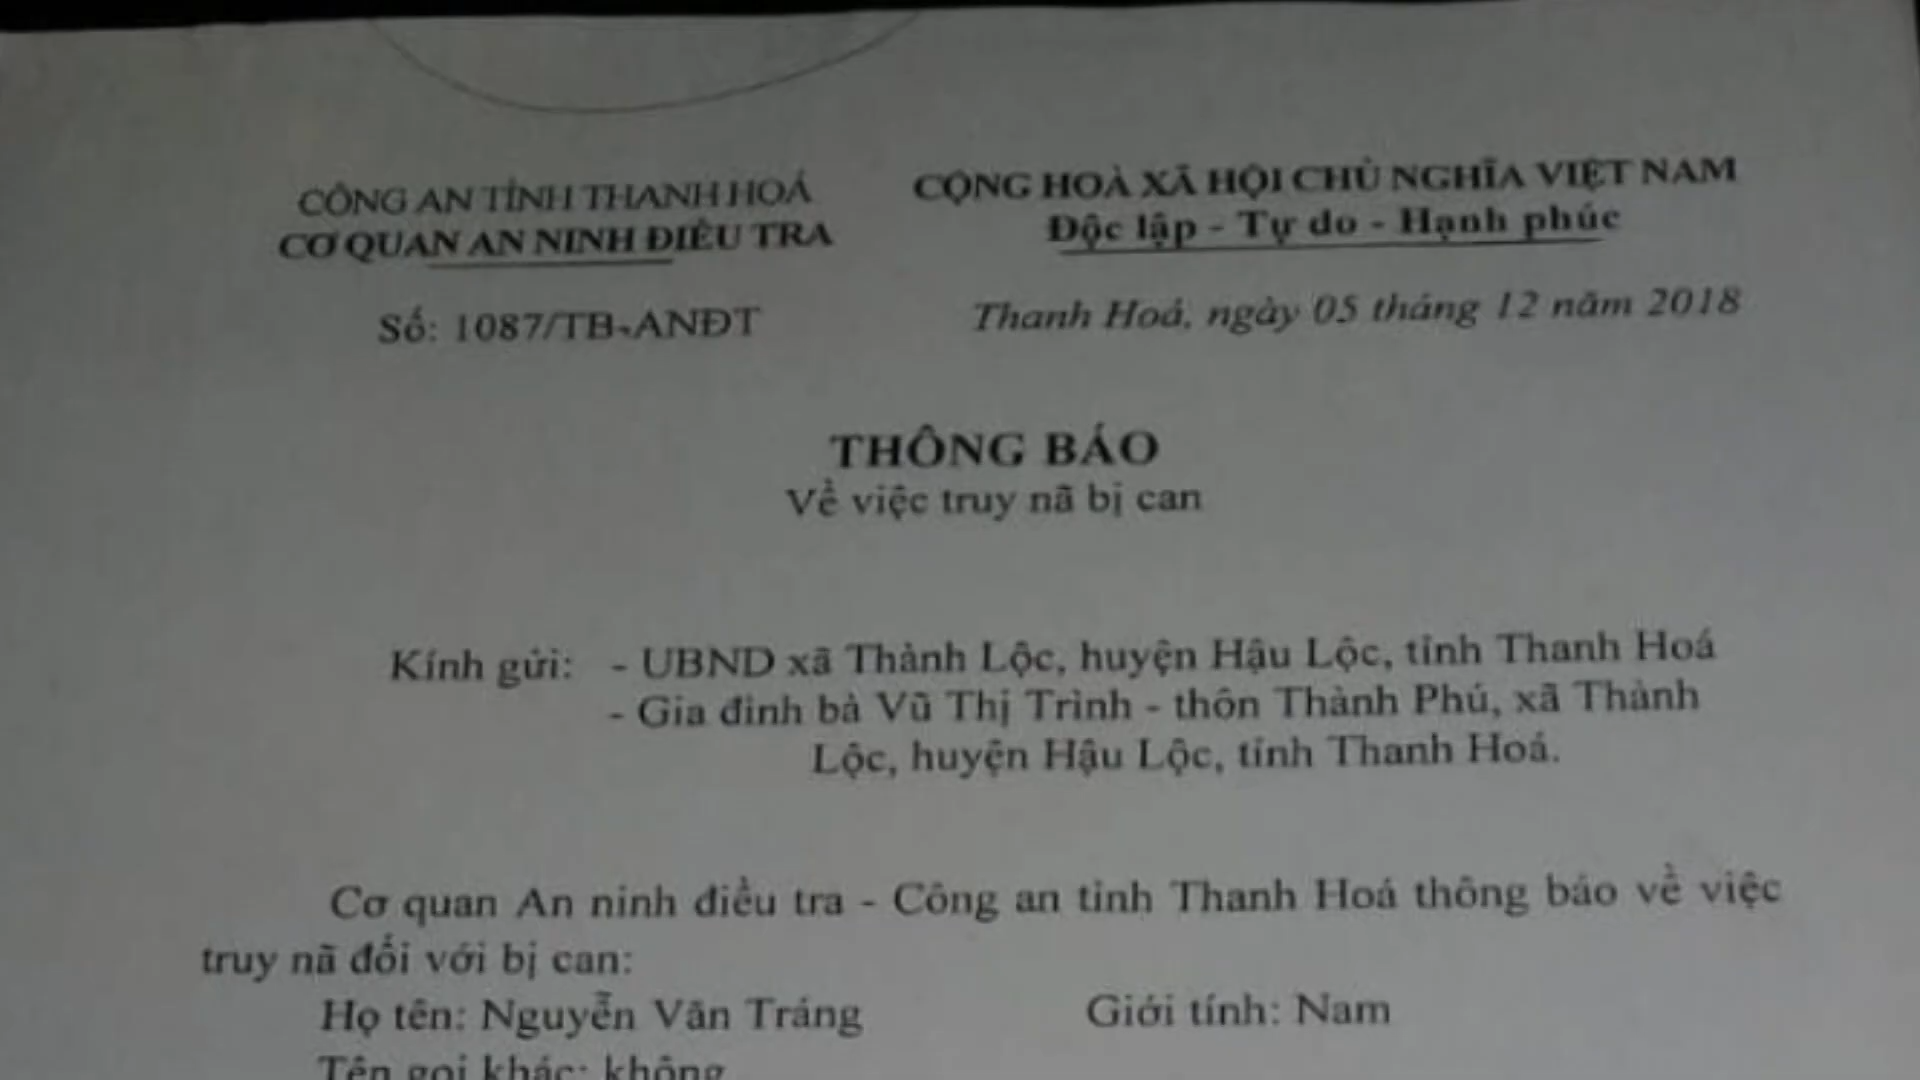 CÔNG AN TỈNH THANH HOÁ
CƠ QUAN AN NINH ĐIỀU TRA
CỘNG HOÀ XÃ HỘI CHỦ NGHĨA VIỆT NAM
Độc lập - Tự do - Hạnh phúc
Số: 1087/TB-ANĐT
Thanh Hoá, ngày 05 tháng 12 năm 2018
THÔNG BÁO
Về việc truy nã bị can
Kính gửi: - UBND xã Thành Lộc, huyện Hậu Lộc, tỉnh Thanh Hoá
- Gia đình bà Vũ Thị Trình - thôn Thành Phú, xã Thành
Lộc, huyện Hậu Lộc, tỉnh Thanh Hoá.
Cơ quan An ninh điều tra - Công an tỉnh Thanh Hoá thông báo về việc
truy nã đối với bị can:
Họ tên: Nguyễn Văn Tráng Giới tính: Nam
Tên gọi khác: không